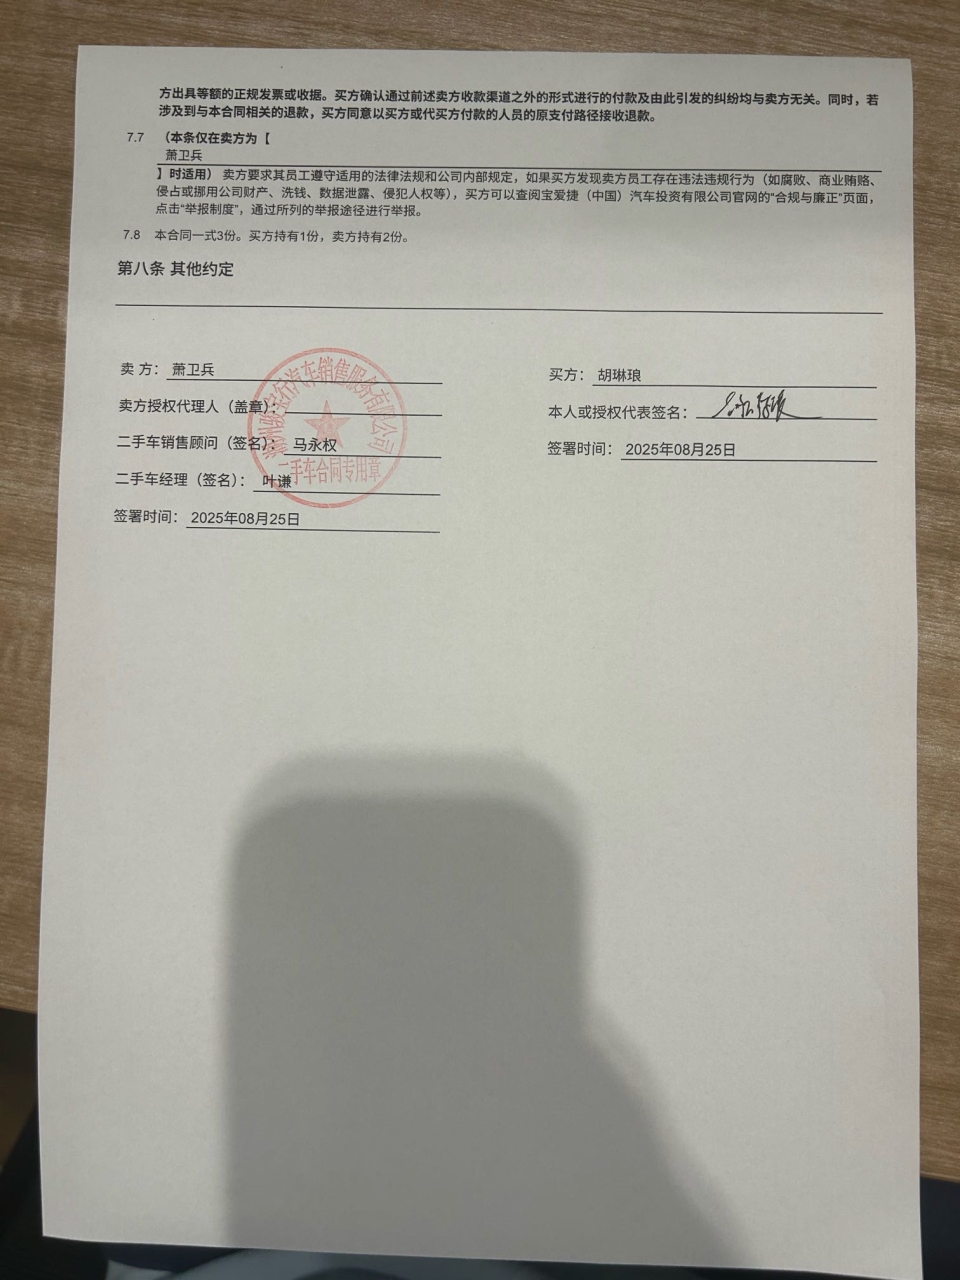 方出具等额的正规发票或收据。买方确认通过前述卖方收款渠道之外的形式进行的付款及由此引发的纠纷均与卖方无关。同时，若
涉及到与本合同相关的退款，买方同意以买方或代买方付款的人员的原支付路径接收退款。
7.7 （本条仅在卖方为【
萧卫兵
】时适用）卖方要求其员工遵守适用的法律法规和公司内部规定，如果买方发现卖方员工存在违法违规行为（如腐败、商业贿赂、
侵占或挪用公司财产、洗钱、数据泄露、侵犯人权等），买方可以查阅宝爱捷（中国）汽车投资有限公司官网的“合规与廉正”页面，
点击“举报制度”，通过所列的举报途径进行举报。
7.8 本合同一式3份。买方持有1份，卖方持有2份。
第八条 其他约定
卖 方： 萧卫兵
卖方授权代理人（盖章）：
二手车销售顾问（签名）： 马永权
二手车经理（签名）： 叶谦
签署时间： 2025年08月25日
州骏宝行汽车销售服务有限公司
二手车合同专用章
买方： 胡琳琅
本人或授权代表签名：
签署时间： 2025年08月25日